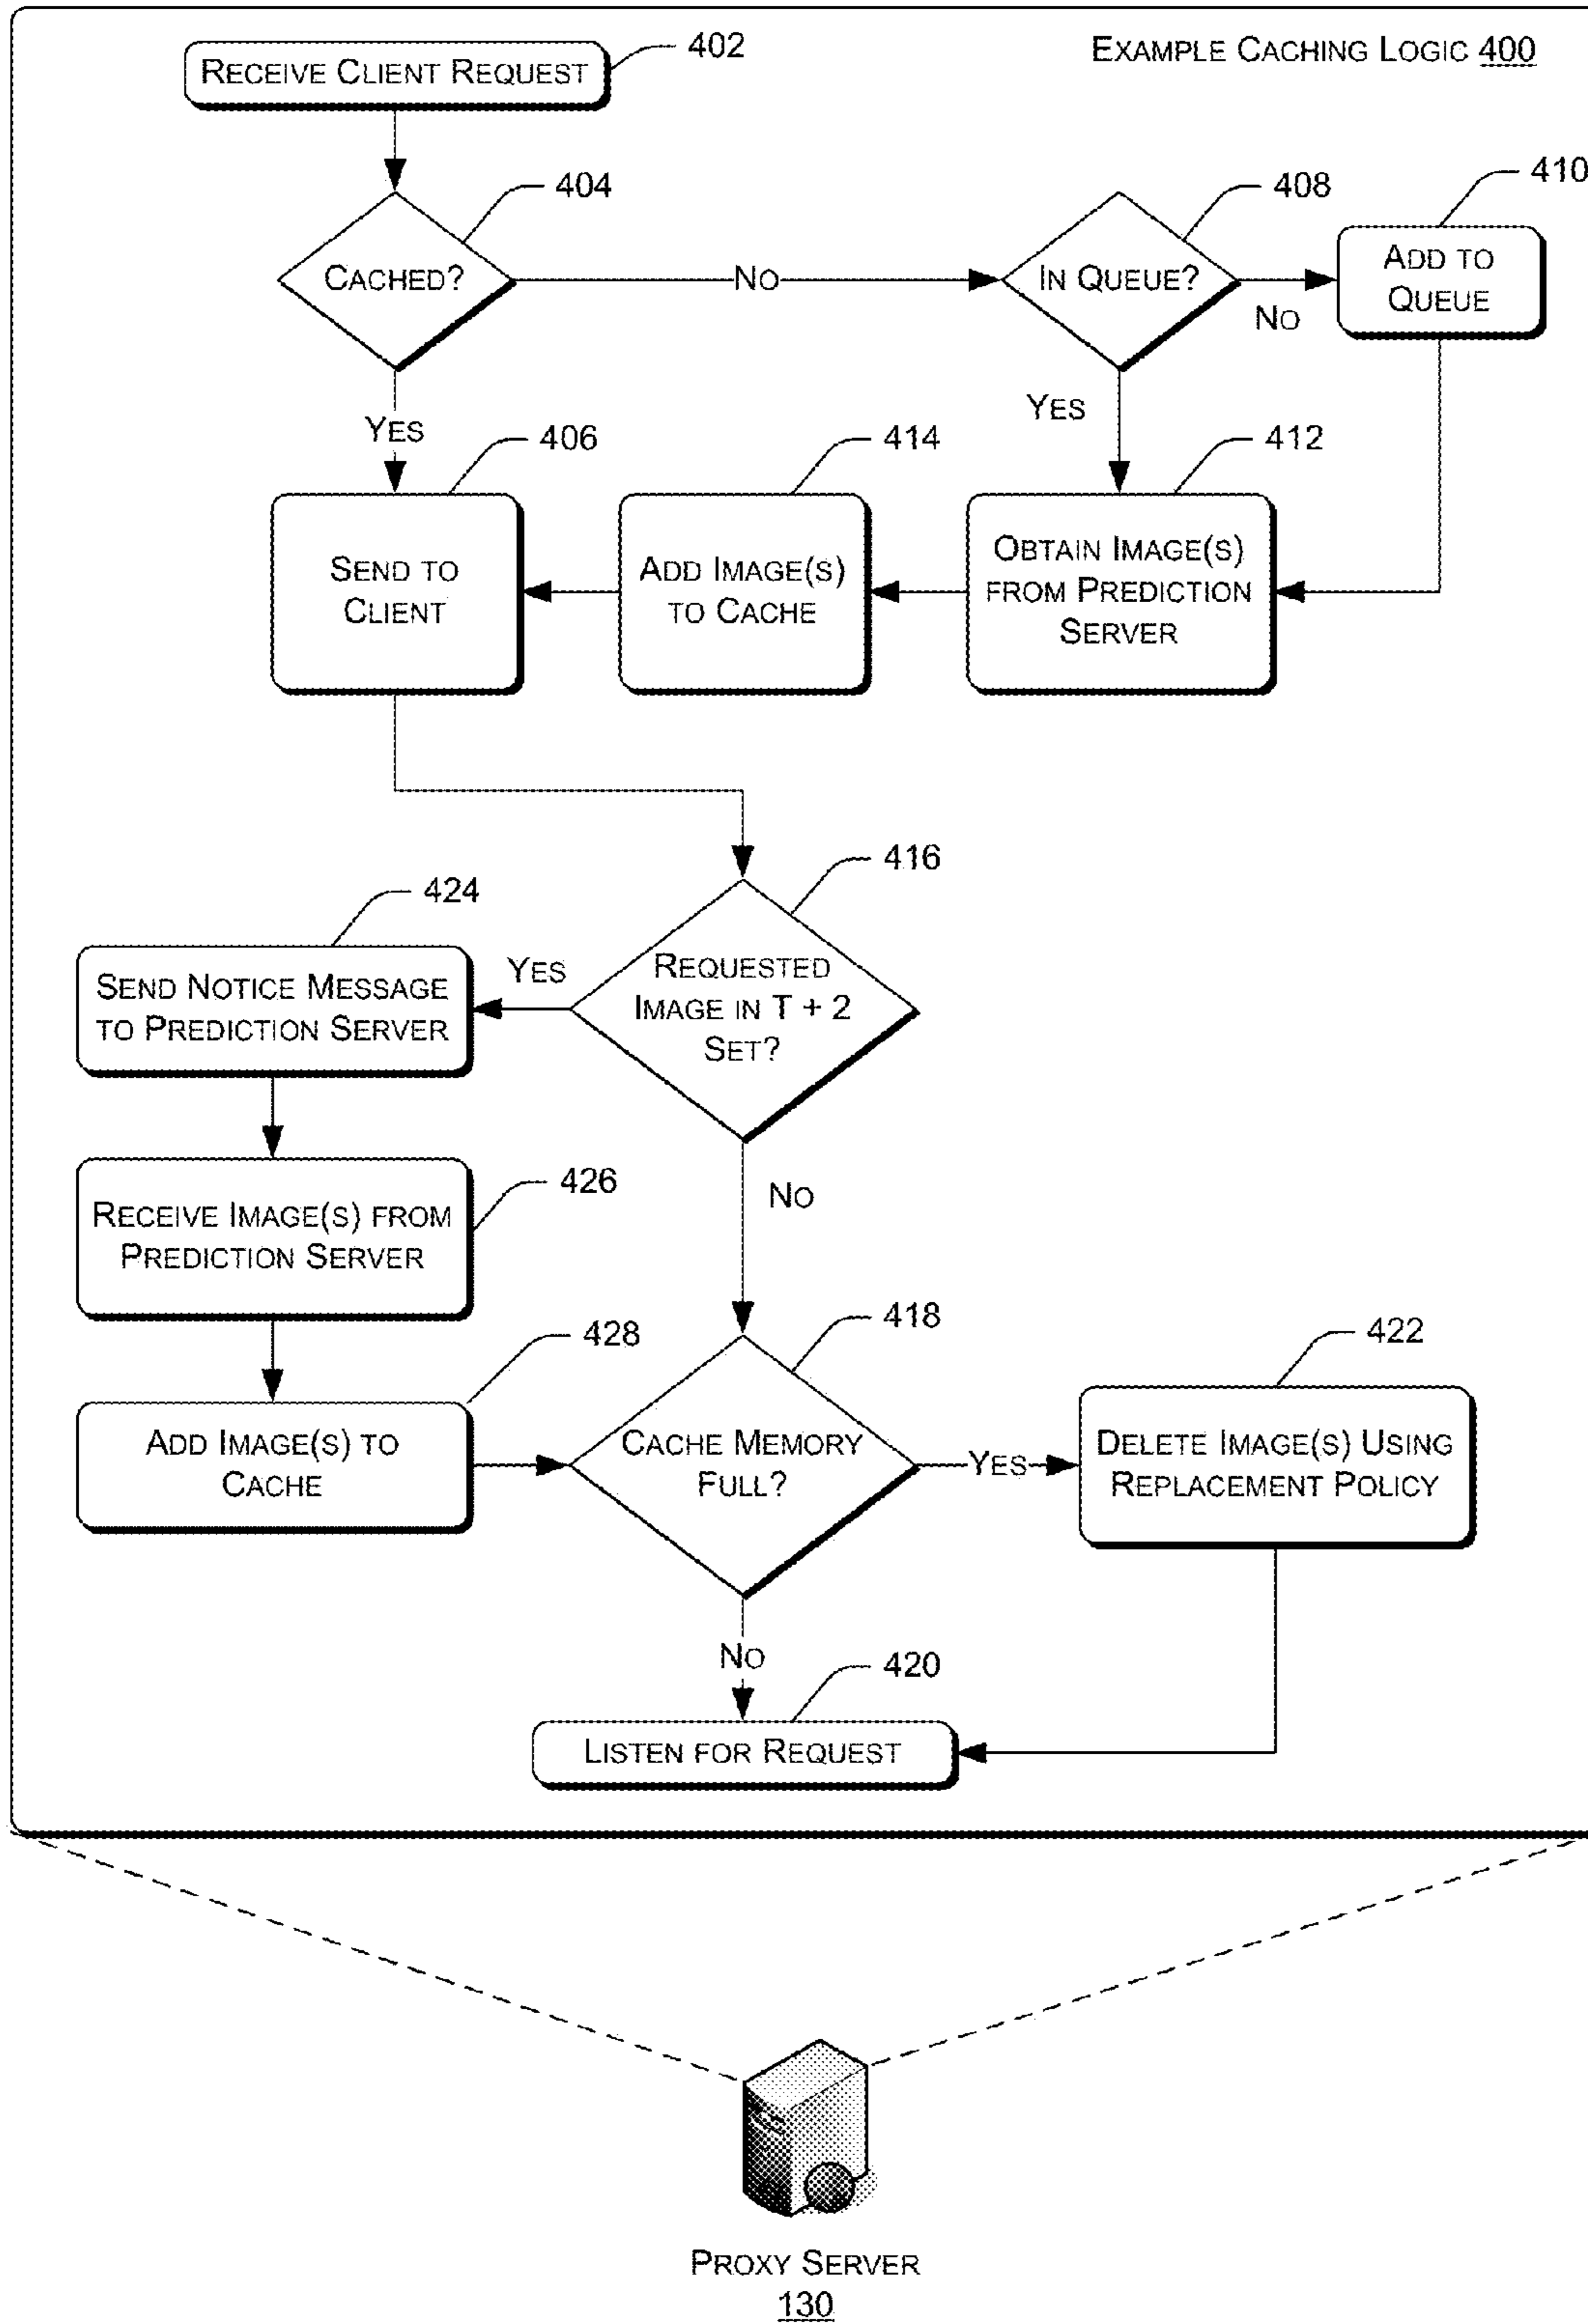 EXAMPLE CACHING LOGIC 400
RECEIVE CLIENT REQUEST
402
404
CACHED?
NO
408
IN QUEUE?
NO
410
ADD TO
QUEUE
YES
YES
406
SEND TO
CLIENT
414
ADD IMAGE(S)
TO CACHE
412
OBTAIN IMAGE(S)
FROM PREDICTION
SERVER
416
REQUESTED
IMAGE IN T + 2
SET?
YES
424
SEND NOTICE MESSAGE
TO PREDICTION SERVER
426
RECEIVE IMAGE(S) FROM
PREDICTION SERVER
NO
428
ADD IMAGE(S) TO
CACHE
418
CACHE MEMORY
FULL?
YES
422
DELETE IMAGE(S) USING
REPLACEMENT POLICY
NO
420
LISTEN FOR REQUEST
PROXY SERVER
130